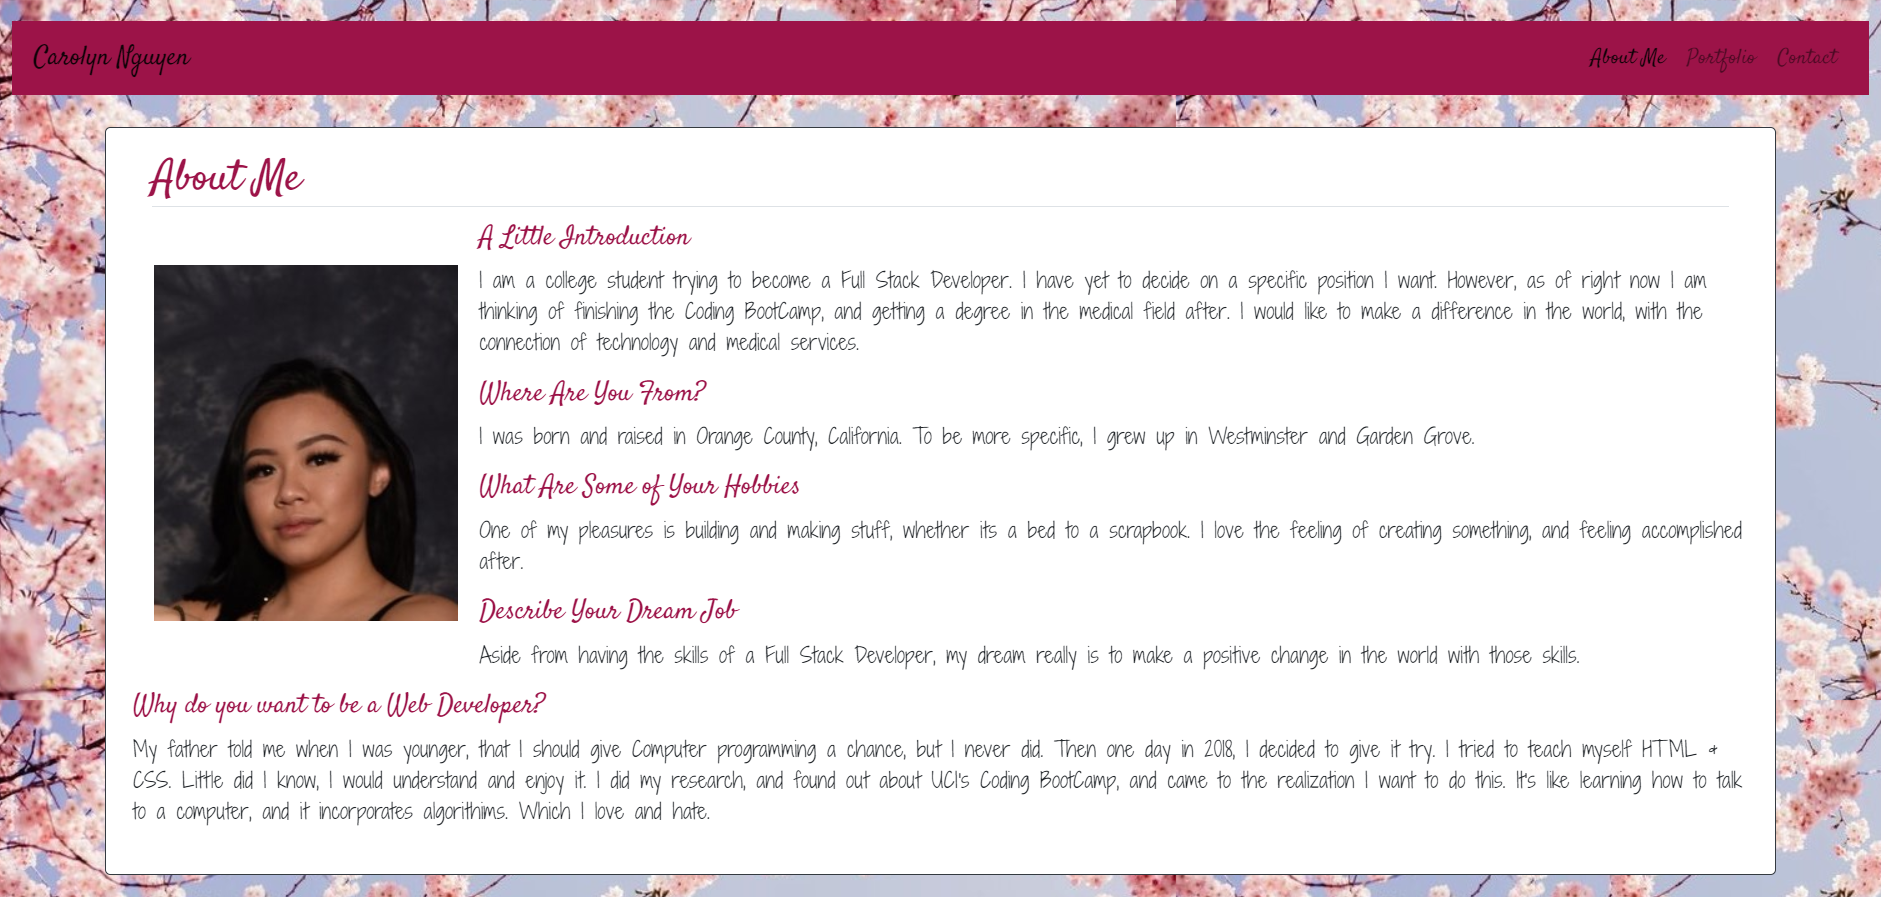 Carolyn Nguyen
About Me Portfolio Contact
About Me
A Little Introduction
I am a college student trying to become a Full Stack Developer. I have yet to decide on a specific position I want. However, as of right now I am
thinking of finishing the Coding BootCamp, and getting a degree in the medical field after. I would like to make a difference in the world, with the
connection of technology and medical services.
Where Are You From?
I was born and raised in Orange County, California. To be more specific, I grew up in Westminster and Garden Grove.
What Are Some of Your Hobbies
One of my pleasures is building and making stuff, whether its a bed to a scrapbook. I love the feeling of creating something, and feeling accomplished
after.
Describe Your Dream Job
Aside from having the skills of a Full Stack Developer, my dream really is to make a positive change in the world with those skills.
Why do you want to be a Web Developer?
My father told me when I was younger, that I should give Computer programming a chance, but I never did. Then one day in 2018, I decided to give it try. I tried to teach myself HTML &
CSS. Little did I know, I would understand and enjoy it. I did my research, and found out about UCI's Coding BootCamp, and came to the realization I want to do this. It's like learning how to talk
to a computer, and it incorporates algorithims. Which I love and hate.